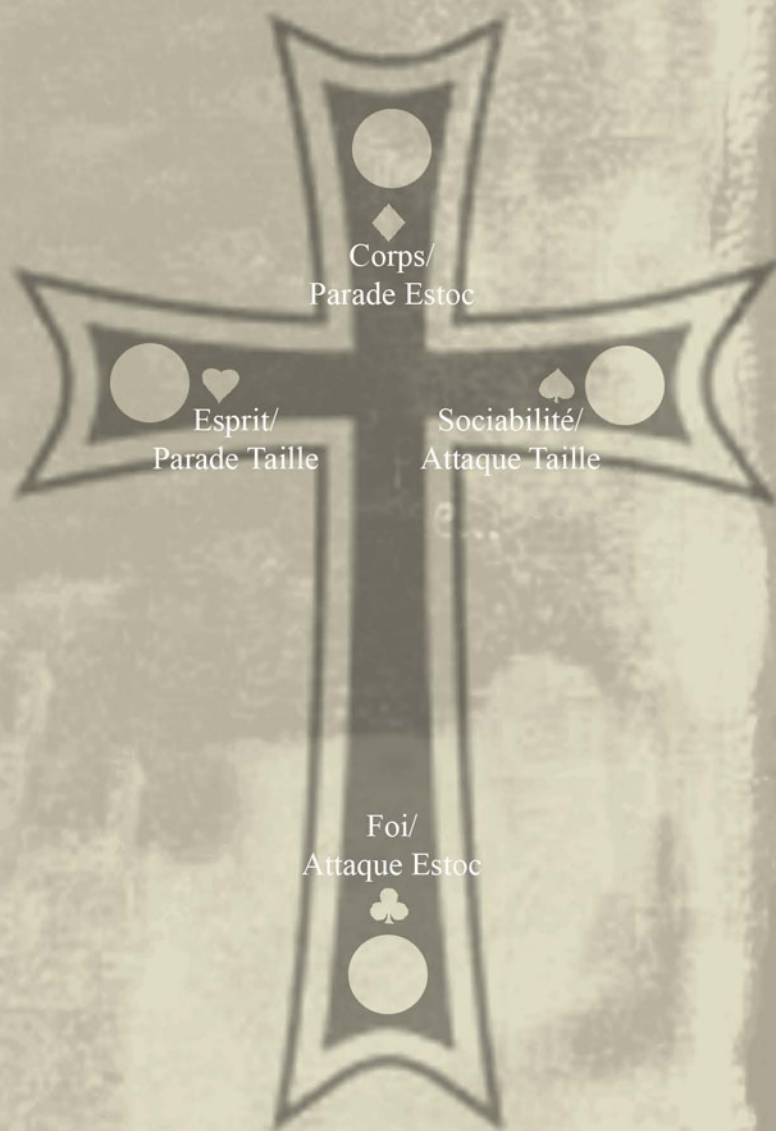 Corps/
Parade Estoc
Esprit/
Parade Taille
Sociabilité/
Attaque Taille
Foi/
Attaque Estoc